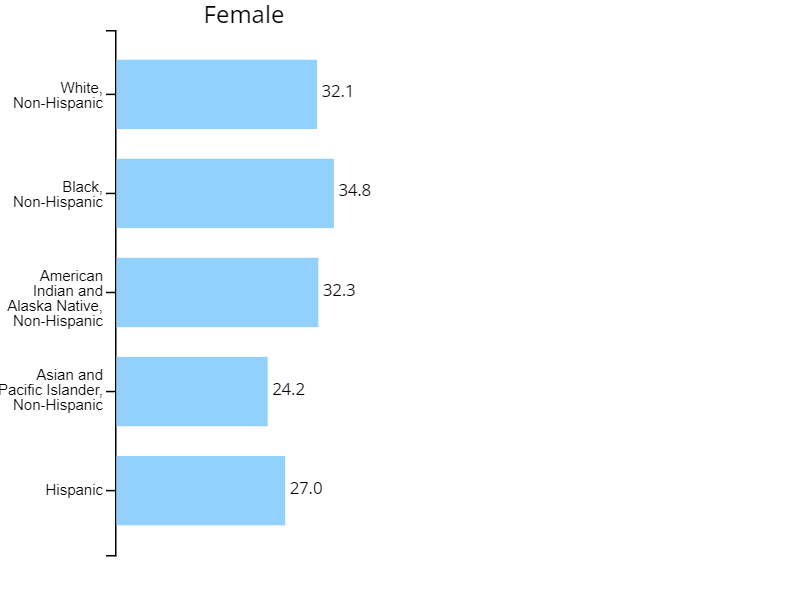 Female
White,
Non-Hispanic
32.1
Black,
Non-Hispanic
34.8
American
Indian and
Alaska Native,
Non-Hispanic
32.3
Asian and
Pacific Islander,
Non-Hispanic
24.2
Hispanic
27.0